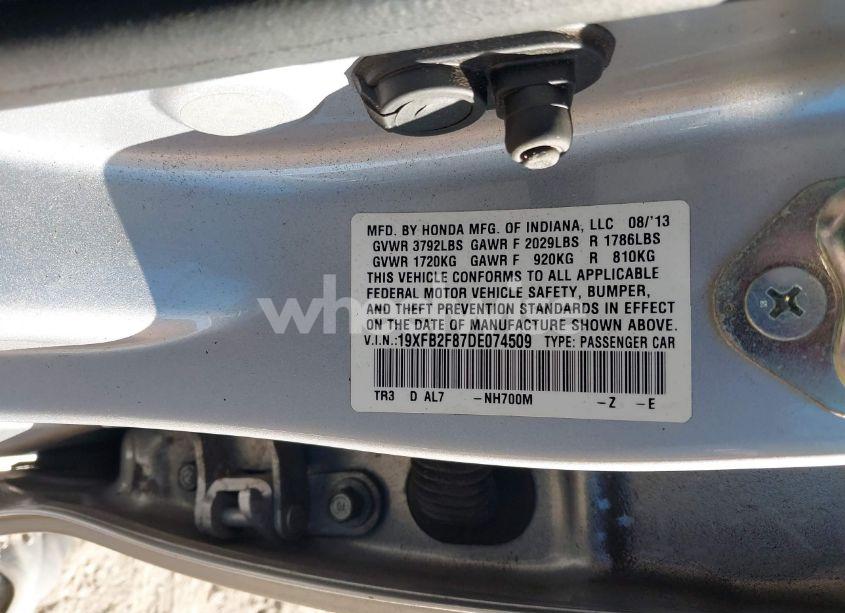 MFD. BY HONDA MFG. OF INDIANA, LLC 08/'13
GVWR 3792LBS GAWR F 2029LBS R 1786LBS
GVWR 1720KG GAWR F 920KG R 810KG
THIS VEHICLE CONFORMS TO ALL APPLICABLE
FEDERAL MOTOR VEHICLE SAFETY, BUMPER,
AND THEFT PREVENTION STANDARDS IN EFFECT
ON THE DATE OF MANUFACTURE SHOWN ABOVE.
V.I.N.:19XFB2F87DE074509 TYPE: PASSENGER CAR
TR3 D AL7 -NH700M -Z -E